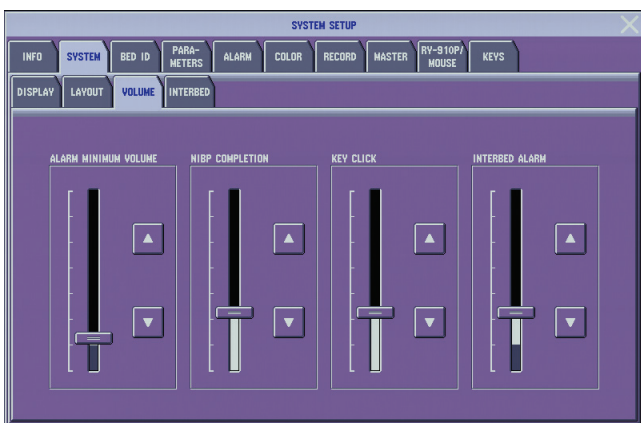 SYSTEM SETUP
INFO SYSTEM BED ID PARA-METERS ALARM COLOR RECORD MASTER RY-910P/MOUSE KEYS
DISPLAY LAYOUT VOLUME INTERBED
ALARM MINIMUM VOLUME NIBP COMPLETION KEY CLICK INTERBED ALARM